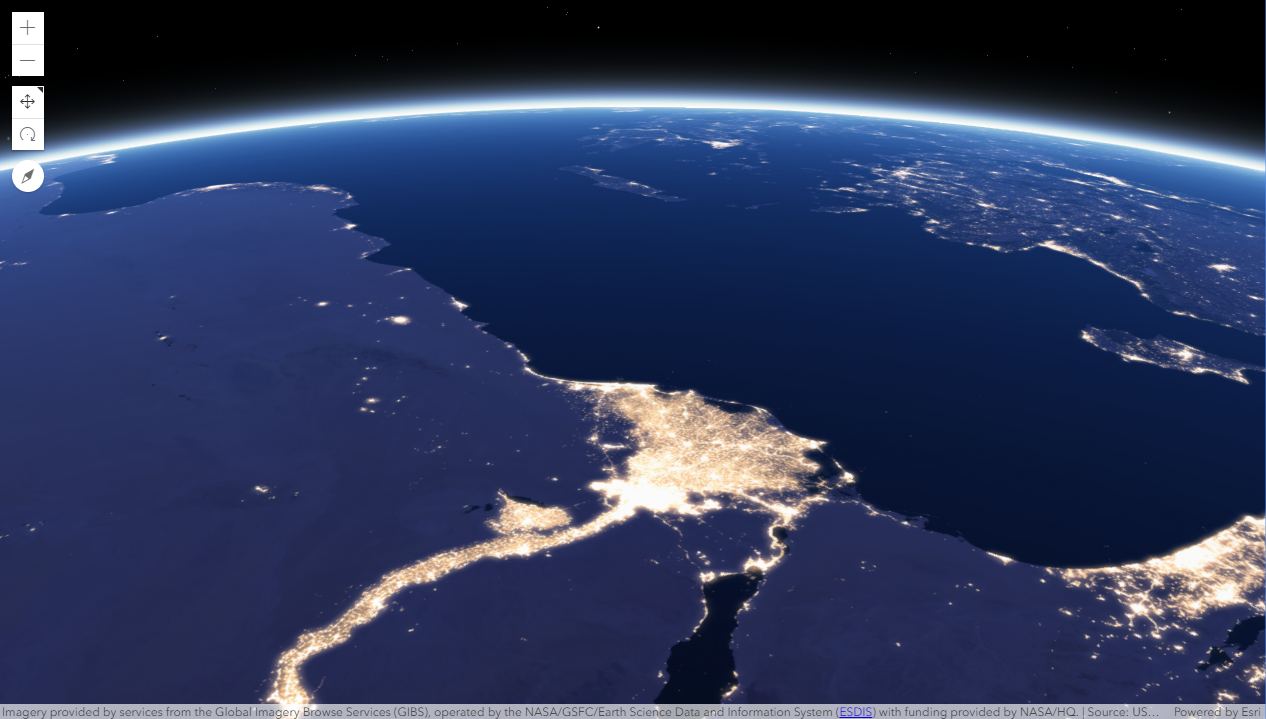 Imagery provided by services from the Global Imagery Browse Services (GIBS), operated by the NASA/GSFC/Earth Science Data and Information System (ESDIS) with funding provided by NASA/HQ. | Source: US... Powered by Esri